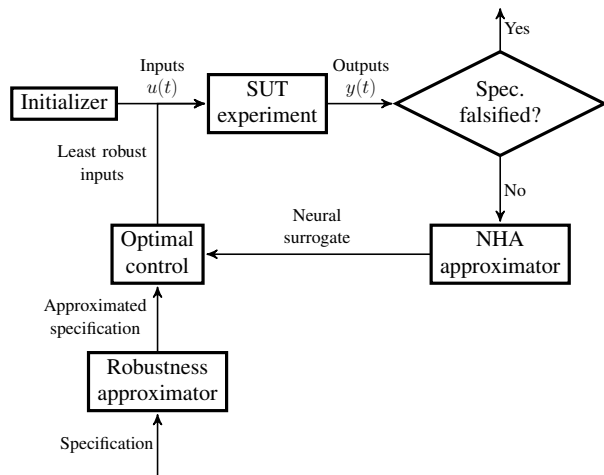 Yes
Inputs
u(t)
Outputs
y(t)
Initializer
SUT
experiment
Spec.
falsified?
Least robust
inputs
No
Neural
surrogate
Optimal
control
NHA
approximator
Approximated
specification
Robustness
approximator
Specification